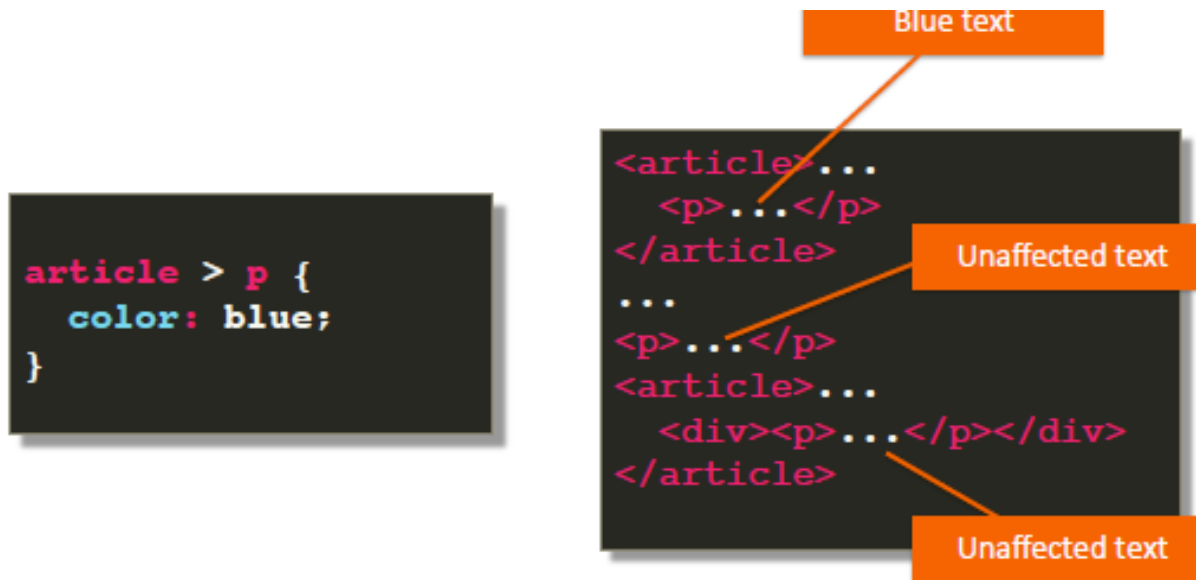 Blue text
article > p {
color: blue;
}
<article>...
<p>...</p>
</article>
Unaffected text
...
<p>...</p>
<article>...
<div><p>...</p></div>
</article>
Unaffected text